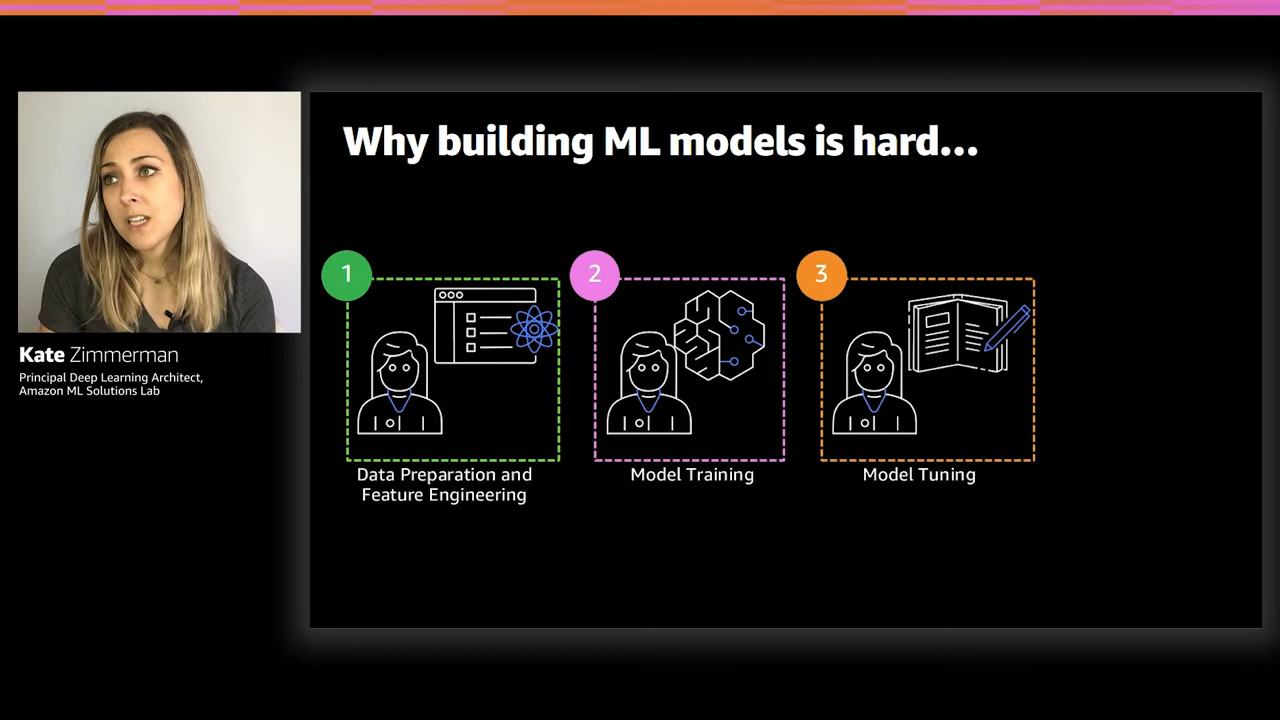 Why building ML models is hard...
1
2
3
Data Preparation and
Feature Engineering
Model Training
Model Tuning
Kate Zimmerman
Principal Deep Learning Architect,
Amazon ML Solutions Lab